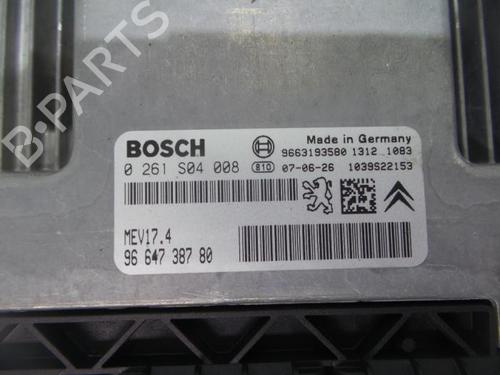 BOSCH
Made in Germany
9663193580 1312 1083
0 261 S04 008 810 07-06-26 1039S22153
MEV17.4
96 647 387 80
B-PARTS